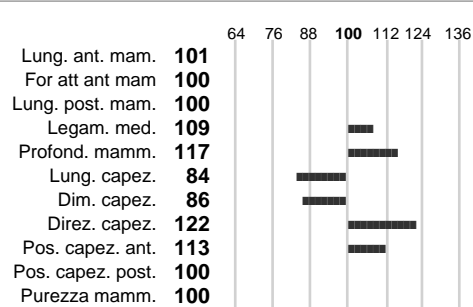 64 76 88 100 112 124 136
Lung. ant. mam. 101
For att ant mam 100
Lung. post. mam. 100
Legam. med. 109
Profond. mamm. 117
Lung. capez. 84
Dim. capez. 86
Direz. capez. 122
Pos. capez. ant. 113
Pos. capez. post. 100
Purezza mamm. 100